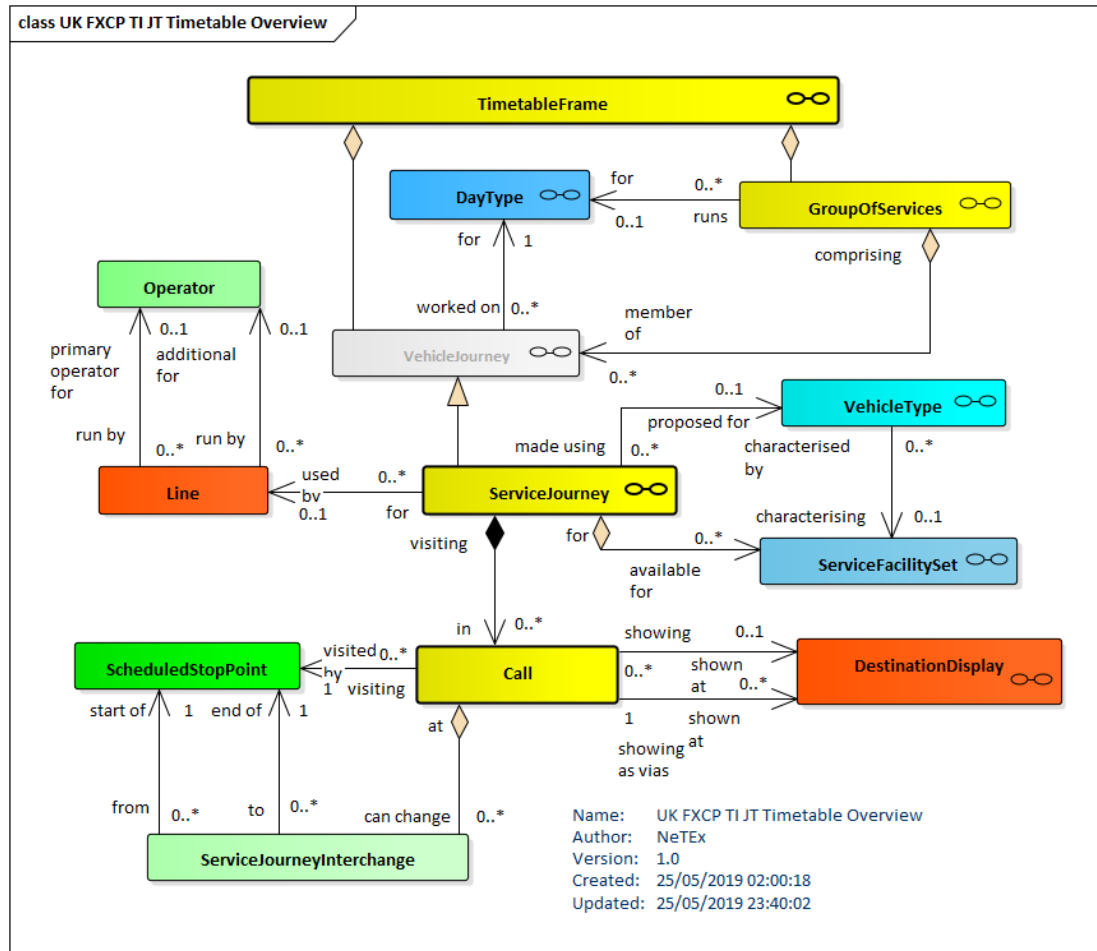 class UK FXCP TI JT Timetable Overview
TimetableFrame
DayType
for
0..*
0..1
runs
GroupOfServices
for
1
comprising
Operator
worked on
0..*
member
of
0..1
0..1
primary
operator
for
additional
for
VehicleJourney
0..*
0..1
proposed for
VehicleType
run by
run by
0..*
0..*
made using
0..*
characterised
by
0..*
Line
used
by
0..1
0..*
for
ServiceJourney
visiting
for
0..*
characterising
0..1
available
for
ServiceFacilitySet
in
0..*
showing
0..1
ScheduledStopPoint
visited
by
1
0..*
visiting
Call
0..*
shown
at
0..*
DestinationDisplay
start of
1
end of
1
at
1
shown
at
showing
as vias
from
0..*
to
0..*
can change
0..*
ServiceJourneyInterchange
Name: UK FXCP TI JT Timetable Overview
Author: NeTEx
Version: 1.0
Created: 25/05/2019 02:00:18
Updated: 25/05/2019 23:40:02